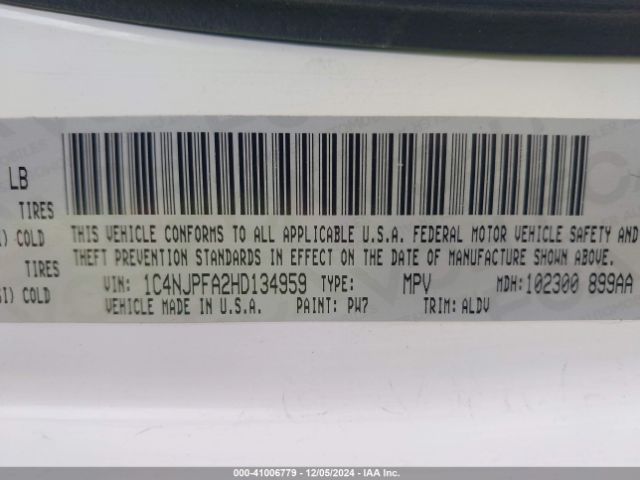 LB
TIRES
I) COLD
TIRES
SI) COLD
THIS VEHICLE CONFORMS TO ALL APPLICABLE U.S.A. FEDERAL MOTOR VEHICLE SAFETY AND
THEFT PREVENTION STANDARDS IN EFFECT ON THE DATE OF MANUFACTURE SHOWN ABOVE.
VIN: 1C4NJPFA2HD134959 TYPE: MPV MDH:102300 899AA
VEHICLE MADE IN U.S.A. PAINT: PW7 TRIM: ALDV
000-41006779 - 12/05/2024 - IAA Inc.